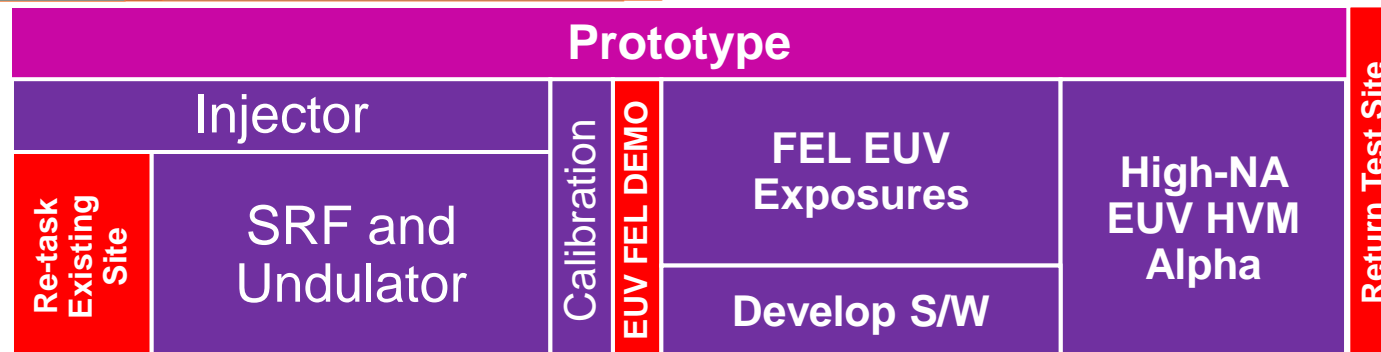 Prototype
Injector
Re-task
Existing
Site
SRF and
Undulator
Calibration
EUV FEL DEMO
FEL EUV
Exposures
Develop S/W
High-NA
EUV HVM
Alpha
Return Test Site